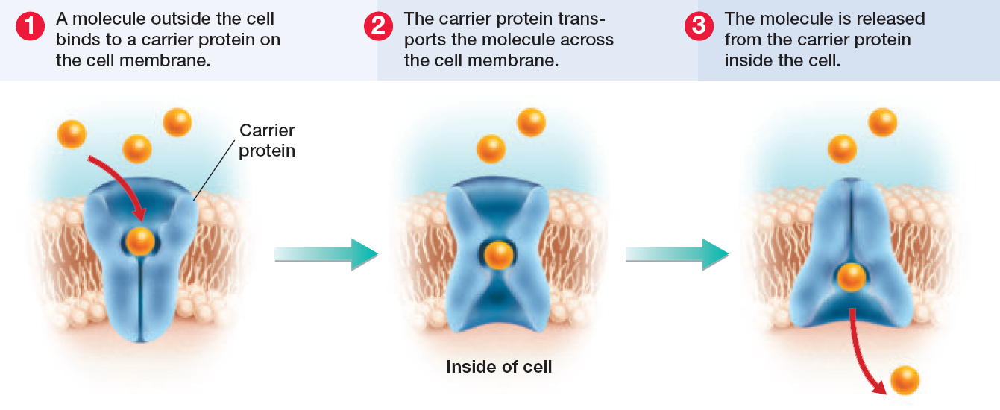 1 A molecule outside the cell
binds to a carrier protein on
the cell membrane.
2 The carrier protein trans-
ports the molecule across
the cell membrane.
3 The molecule is released
from the carrier protein
inside the cell.
Carrier
protein
Inside of cell